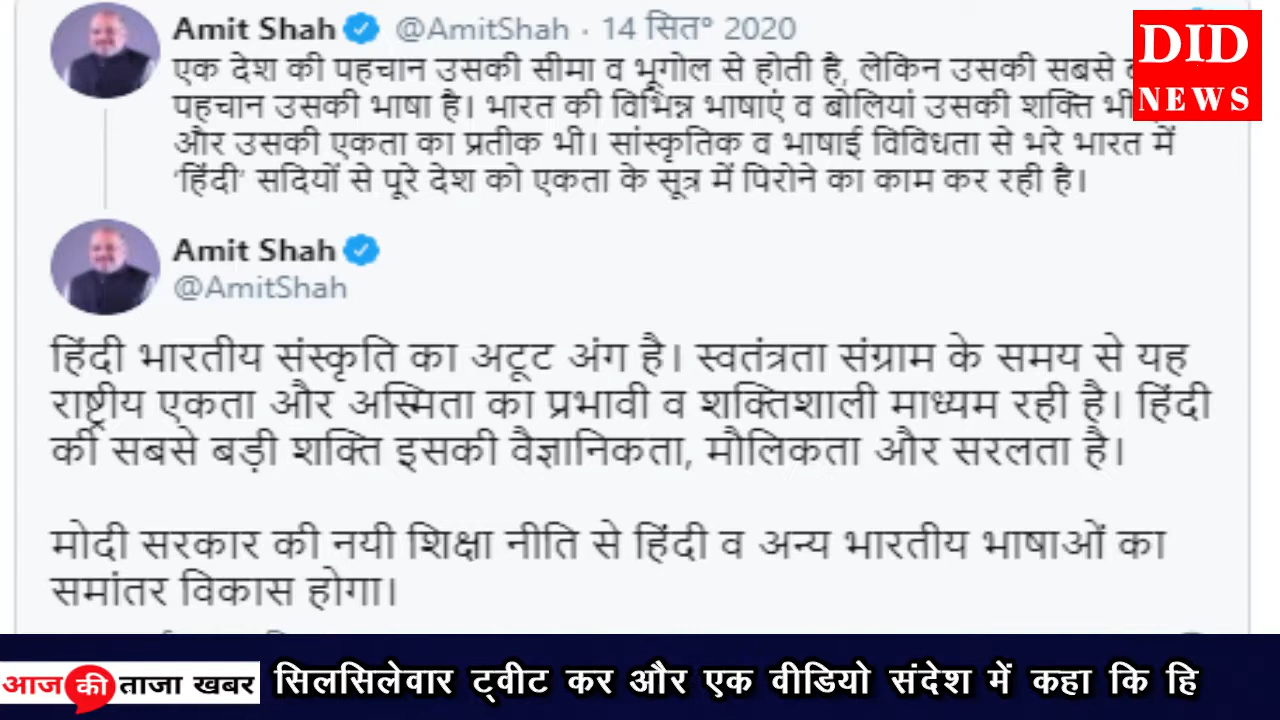 Amit Shah @AmitShah · 14 सित॰ 2020
एक देश की पहचान उसकी सीमा व भूगोल से होती है, लेकिन उसकी सबसे
पहचान उसकी भाषा है। भारत की विभिन्न भाषाएं व बोलियां उसकी शक्ति भी
और उसकी एकता का प्रतीक भी। सांस्कृतिक व भाषाई विविधता से भरे भारत में
'हिंदी' सदियों से पूरे देश को एकता के सूत्र में पिरोने का काम कर रही है।
DID
NEWS
Amit Shah
@AmitShah
हिंदी भारतीय संस्कृति का अटूट अंग है। स्वतंत्रता संग्राम के समय से यह
राष्ट्रीय एकता और अस्मिता का प्रभावी व शक्तिशाली माध्यम रही है। हिंदी
की सबसे बड़ी शक्ति इसकी वैज्ञानिकता, मौलिकता और सरलता है।
मोदी सरकार की नयी शिक्षा नीति से हिंदी व अन्य भारतीय भाषाओं का
समांतर विकास होगा।
आज की ताजा खबर
सिलसिलेवार ट्वीट कर और एक वीडियो संदेश में कहा कि हि